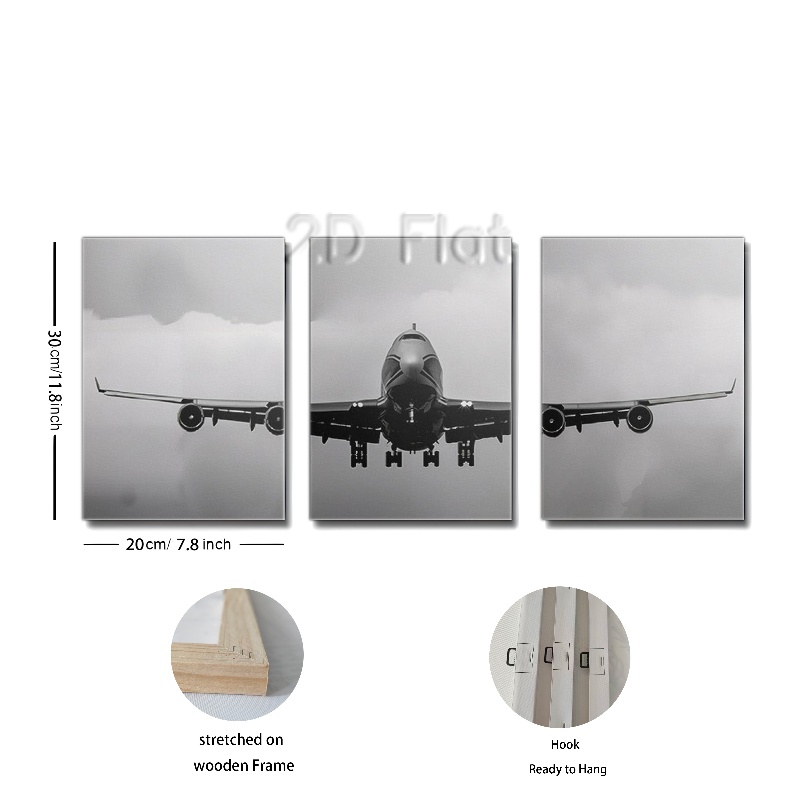 2D Flat
30cm/11.8inch
20cm/ 7.8 inch
stretched on
wooden Frame
Hook
Ready to Hang